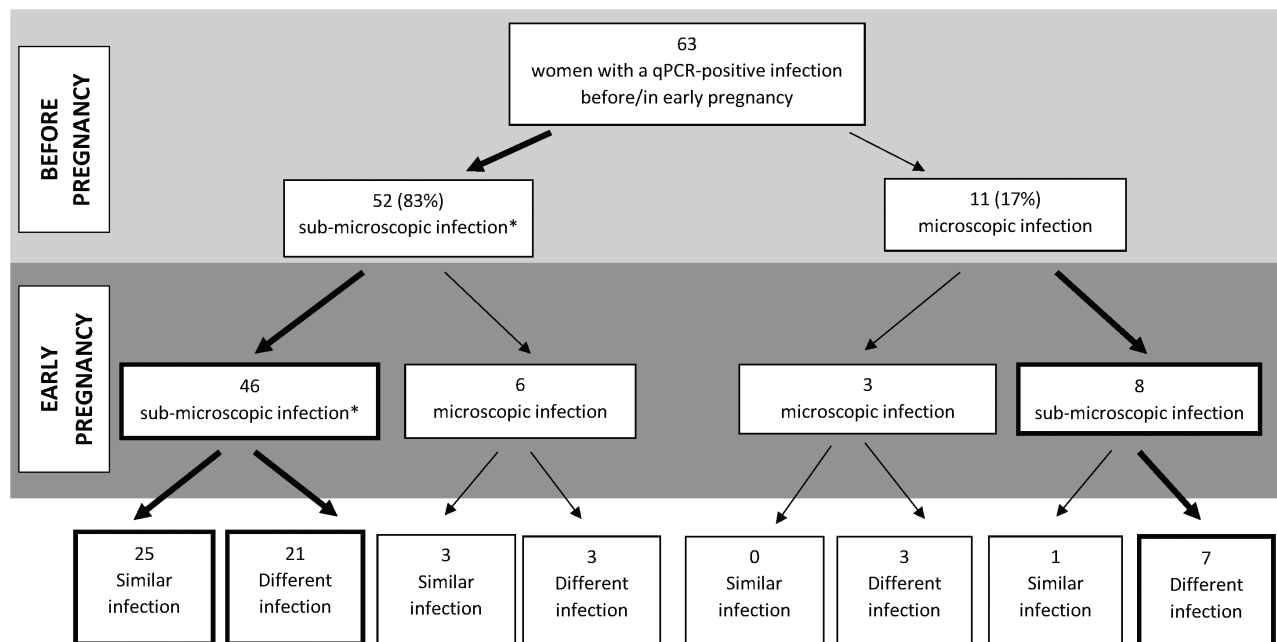 BEFORE
PREGNANCY
63
women with a qPCR-positive infection
before/in early pregnancy
52 (83%)
sub-microscopic infection*
11 (17%)
microscopic infection
EARLY
PREGNANCY
46
sub-microscopic infection*
6
microscopic infection
3
microscopic infection
8
sub-microscopic infection
25
Similar
infection
21
Different
infection
3
Similar
infection
3
Different
infection
0
Similar
infection
3
Different
infection
1
Similar
infection
7
Different
infection